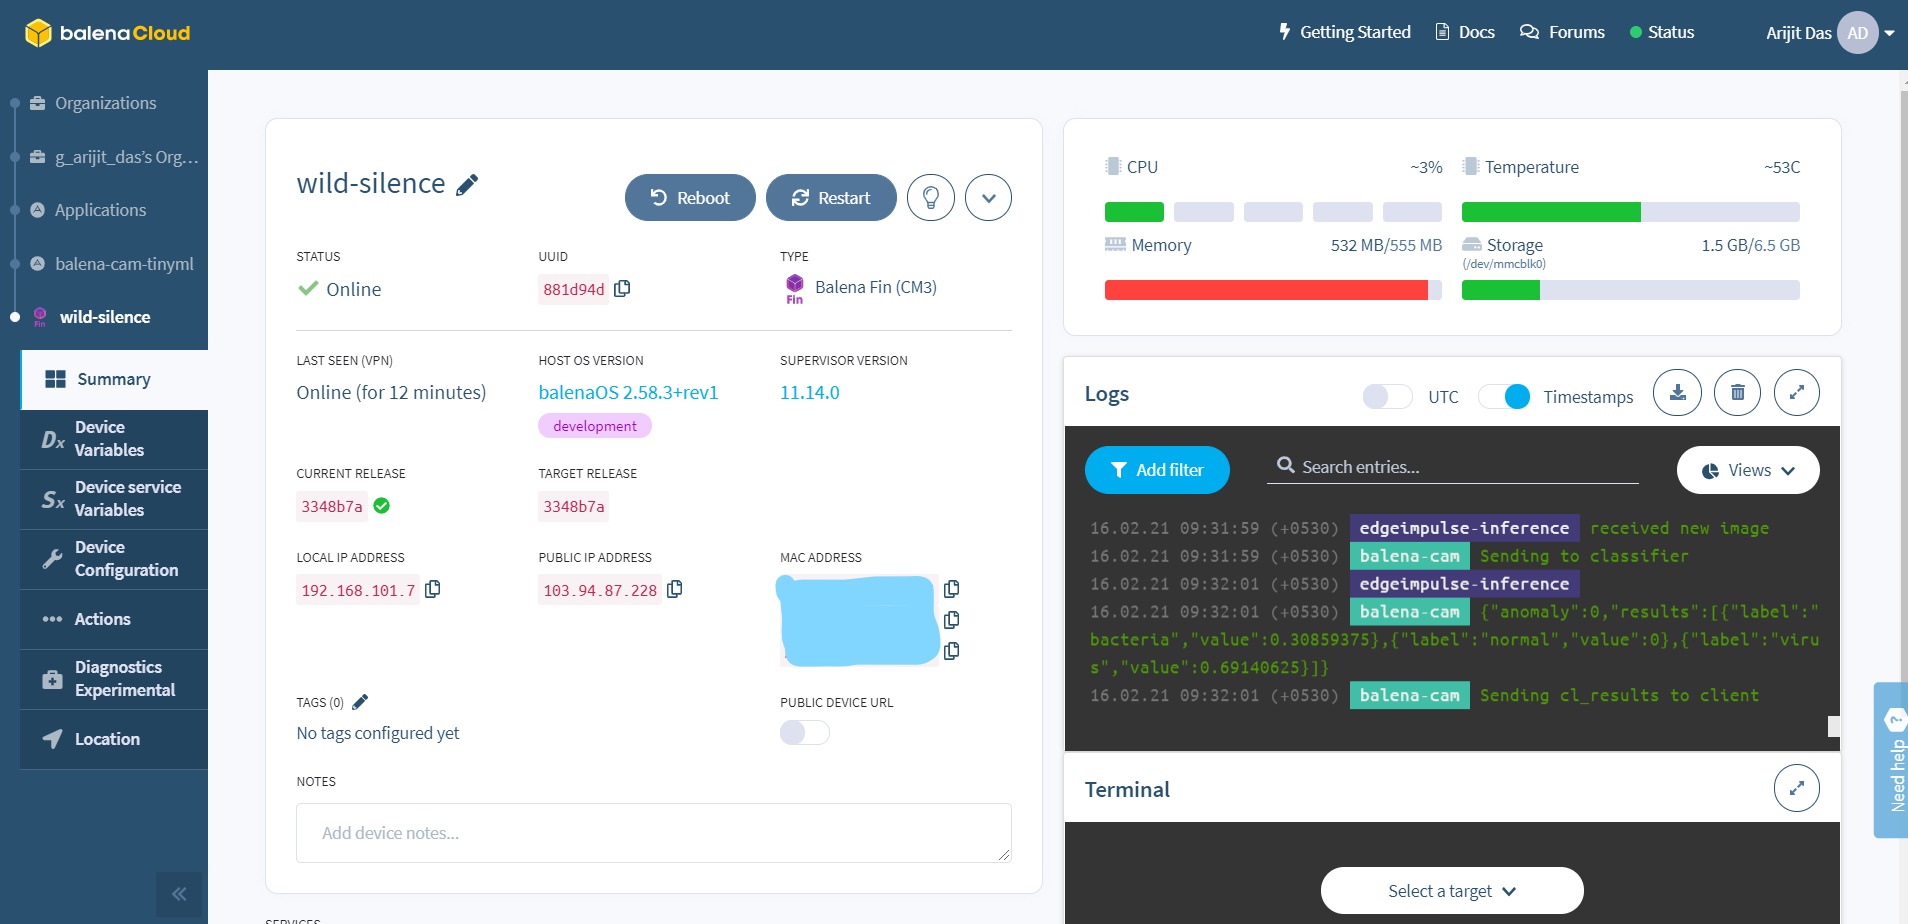 balenaCloud
Getting Started
Docs
Forums
Status
Arijit Das
AD
Organizations
g_arijit_das's Org...
Applications
balena-cam-tinyml
Fin
wild-silence
Summary
Dx Device
Variables
Sx Device service
Variables
Device
Configuration
Actions
Diagnostics
Experimental
Location
wild-silence
Reboot
Restart
STATUS
Online
UUID
881d94d
TYPE
Fin
Balena Fin (CM3)
LAST SEEN (VPN)
Online (for 12 minutes)
HOST OS VERSION
balenaOS 2.58.3+rev1
development
SUPERVISOR VERSION
11.14.0
CURRENT RELEASE
3348b7a
TARGET RELEASE
3348b7a
LOCAL IP ADDRESS
192.168.101.7
PUBLIC IP ADDRESS
103.94.87.228
MAC ADDRESS
TAGS (0)
No tags configured yet
PUBLIC DEVICE URL
NOTES
Add device notes...
SERVICES
CPU ~3%
Temperature ~53C
Memory 532 MB/555 MB
Storage 1.5 GB/6.5 GB
(/dev/mmcblk0)
Logs
UTC
Timestamps
Add filter
Search entries...
Views
16.02.21 09:31:59 (+0530) edgeimpulse-inference received new image
16.02.21 09:31:59 (+0530) balena-cam Sending to classifier
16.02.21 09:32:01 (+0530) edgeimpulse-inference
16.02.21 09:32:01 (+0530) balena-cam {"anomaly":0,"results":[{"label":"
bacteria","value":0.30859375},{"label":"normal","value":0},{"label":"viru
s","value":0.69140625}]}
16.02.21 09:32:01 (+0530) balena-cam Sending cl_results to client
Terminal
Select a target
Need help
?